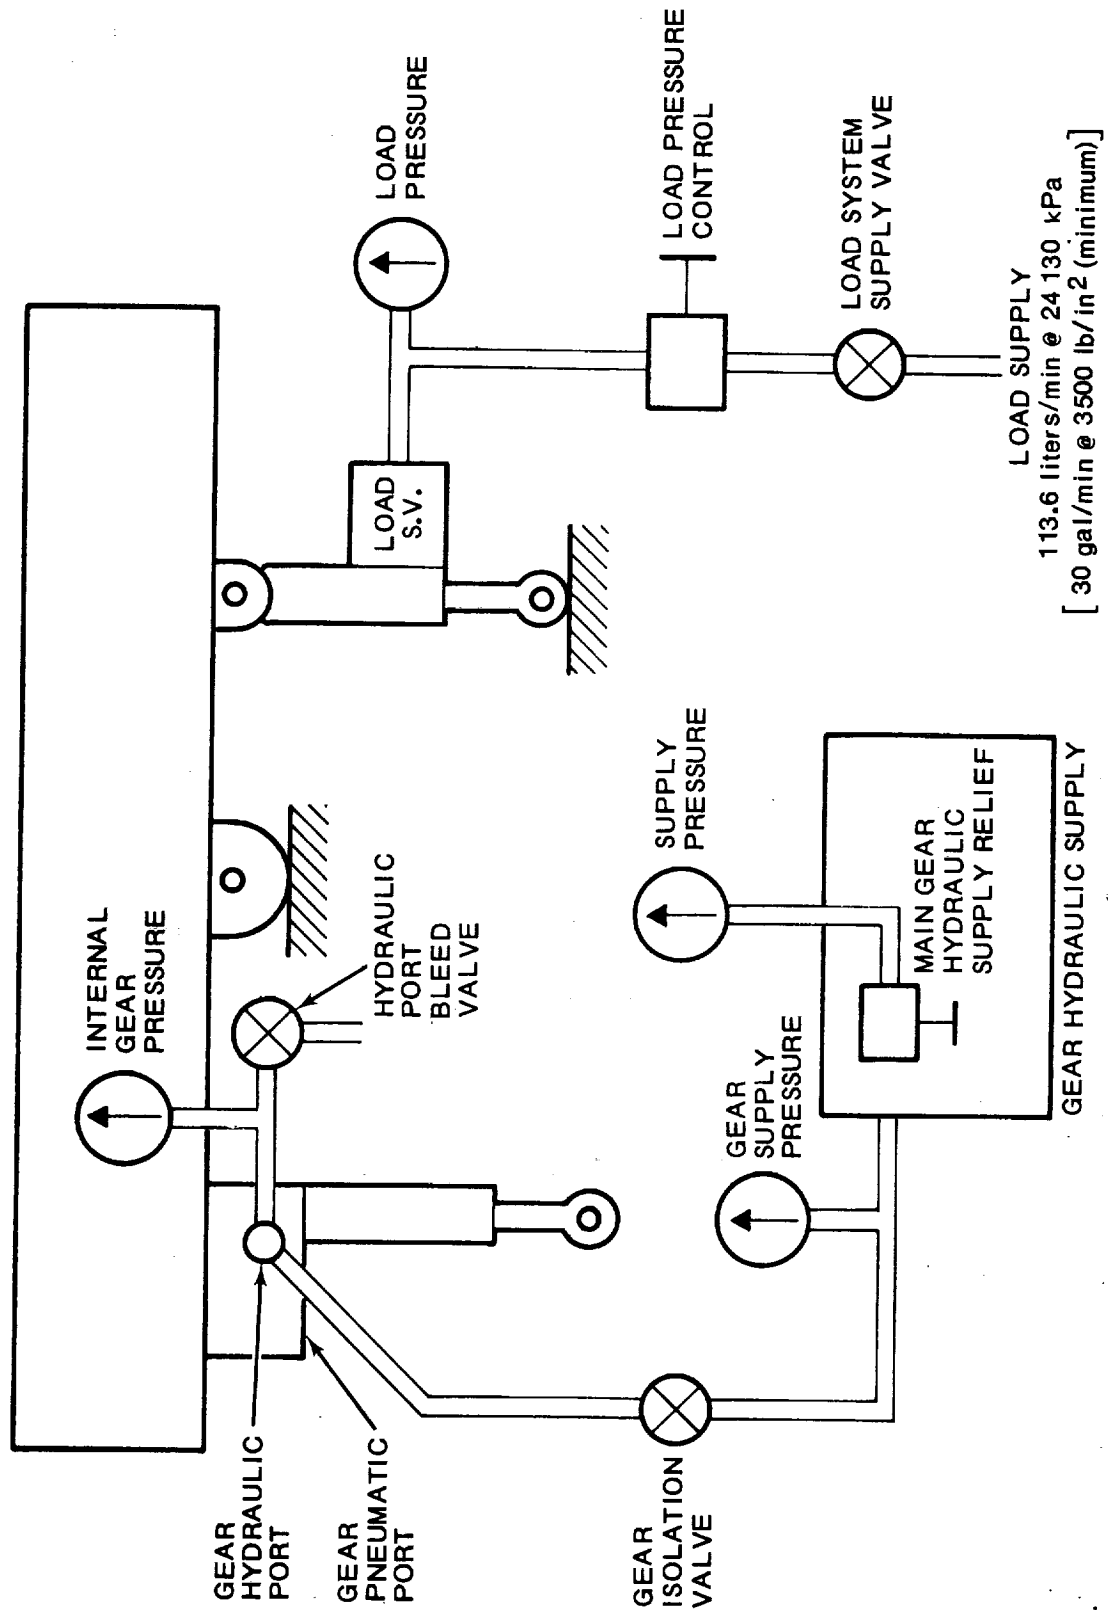 INTERNAL
GEAR
PRESSURE
LOAD
PRESSURE
GEAR
HYDRAULIC
PORT
HYDRAULIC
PORT
BLEED
VALVE
LOAD
S.V.
GEAR
PNEUMATIC
PORT
LOAD PRESSURE
CONTROL
GEAR
ISOLATION
VALVE
SUPPLY
PRESSURE
GEAR
SUPPLY
PRESSURE
LOAD SYSTEM
SUPPLY VALVE
MAIN GEAR
HYDRAULIC
SUPPLY RELIEF
GEAR HYDRAULIC SUPPLY
LOAD SUPPLY
113.6 liters/min @ 24 130 kPa
[ 30 gal/min @ 3500 lb/in² (minimum)]